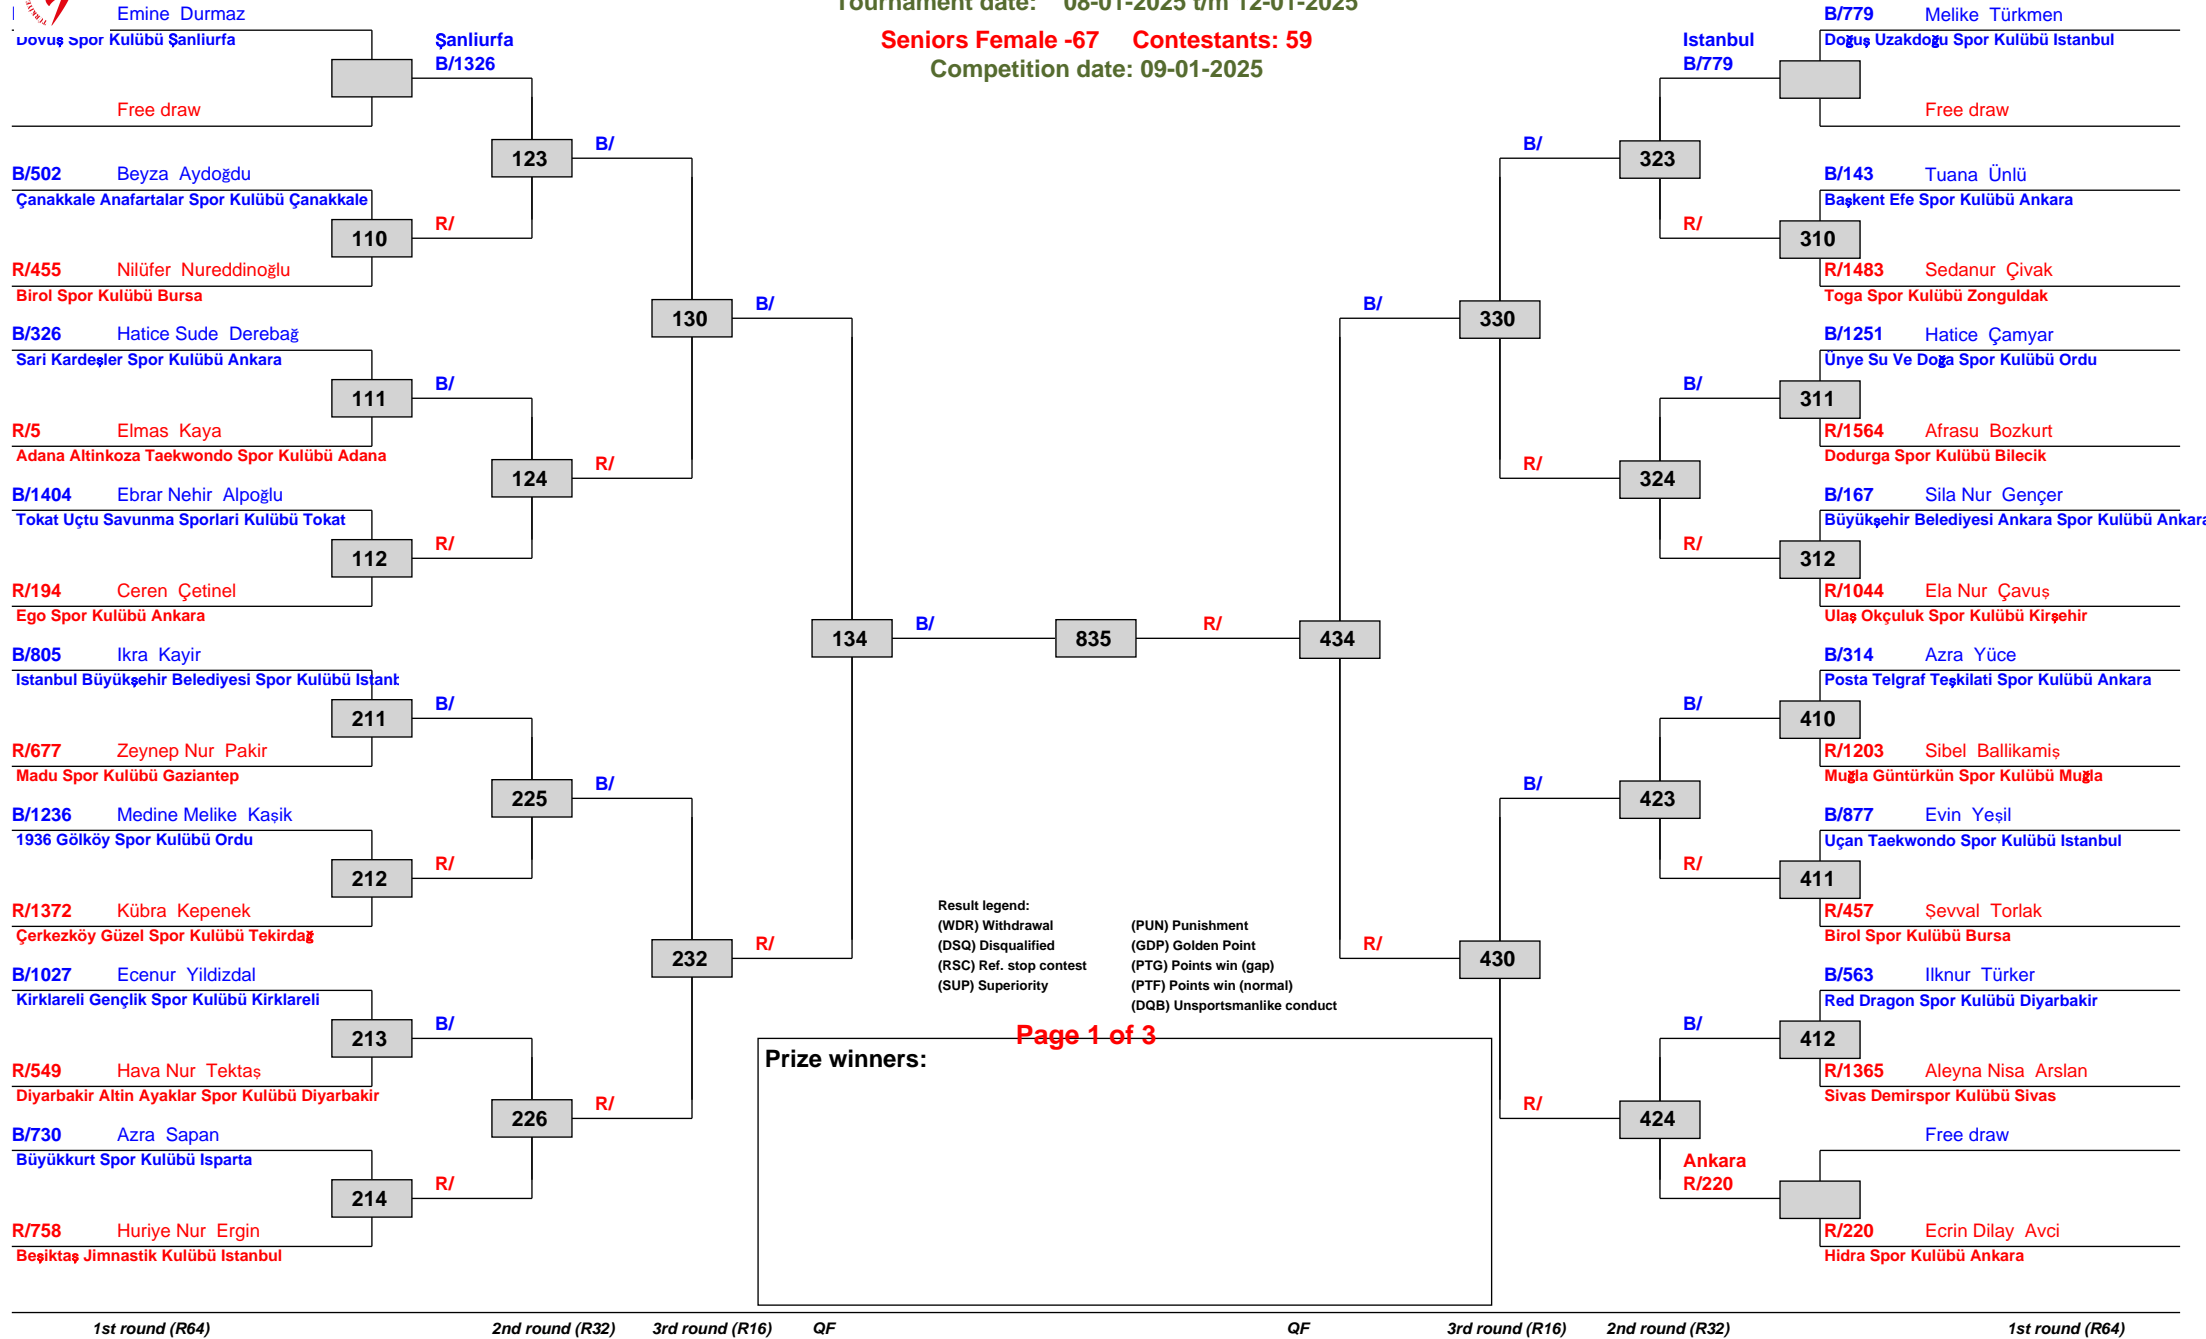 Tournament date: 08-01-2025 t/m 12-01-2025
Seniors Female -67 Contestants: 59
Competition date: 09-01-2025
Emine Durmaz
Dövüş Spor Kulübü Şanliurfa
Free draw
Şanliurfa
B/1326
B/502 Beyza Aydoğdu
Çanakkale Anafartalar Spor Kulübü Çanakkale
110
R/455 Nilüfer Nureddinoğlu
Birol Spor Kulübü Bursa
R/
123
B/
B/326 Hatice Sude Derebağ
Sari Kardeşler Spor Kulübü Ankara
111
R/5 Elmas Kaya
Adana Altinkoza Taekwondo Spor Kulübü Adana
B/
B/1404 Ebrar Nehir Alpoğlu
Tokat Uçtu Savunma Sporlari Kulübü Tokat
112
R/194 Ceren Çetinel
Ego Spor Kulübü Ankara
R/
124
R/
130
B/
B/805 Ikra Kayir
Istanbul Büyükşehir Belediyesi Spor Kulübü
211
R/677 Zeynep Nur Pakir
Madu Spor Kulübü Gaziantep
B/
B/1236 Medine Melike Kaşik
1936 Gölköy Spor Kulübü Ordu
212
R/1372 Kübra Kepenek
Çerkezköy Güzel Spor Kulübü Tekirdağ
R/
225
B/
B/1027 Ecenur Yildizdal
Kirklareli Gençlik Spor Kulübü Kirklareli
213
R/549 Hava Nur Tektaş
Diyarbakir Altin Ayaklar Spor Kulübü Diyarbakir
B/
B/730 Azra Sapan
Büyükkurt Spor Kulübü Isparta
214
R/758 Huriye Nur Ergin
Beşiktaş Jimnastik Kulübü Istanbul
R/
226
R/
232
R/
134
B/
835
R/
434
B/779 Melike Türkmen
Doğuş Uzakdoğu Spor Kulübü Istanbul
Free draw
Istanbul
B/779
B/143 Tuana Ünlü
Başkent Efe Spor Kulübü Ankara
310
R/1483 Sedanur Çivak
Toga Spor Kulübü Zonguldak
R/
323
B/
B/1251 Hatice Çamyar
Ünye Su Ve Doğa Spor Kulübü Ordu
311
R/1564 Afrasu Bozkurt
Dodurga Spor Kulübü Bilecik
B/
B/167 Sila Nur Gençer
Büyükşehir Belediyesi Ankara Spor Kulübü Ankara
312
R/1044 Ela Nur Çavuş
Ulaş Okçuluk Spor Kulübü Kirşehir
R/
324
R/
330
B/
B/314 Azra Yüce
Posta Telgraf Teşkilati Spor Kulübü Ankara
410
R/1203 Sibel Ballikamiş
Muğla Güntürkün Spor Kulübü Muğla
B/
B/877 Evin Yeşil
Uçan Taekwondo Spor Kulübü Istanbul
411
R/457 Şevval Torlak
Birol Spor Kulübü Bursa
R/
423
B/
B/563 Ilknur Türker
Red Dragon Spor Kulübü Diyarbakir
412
R/1365 Aleyna Nisa Arslan
Sivas Demirspor Kulübü Sivas
B/
Free draw
Ankara
R/220
R/220 Ecrin Dilay Avci
Hidra Spor Kulübü Ankara
424
R/
430
R/
Result legend:
(WDR) Withdrawal (PUN) Punishment
(DSQ) Disqualified (GDP) Golden Point
(RSC) Ref. stop contest (PTG) Points win (gap)
(SUP) Superiority (PTF) Points win (normal)
(DQB) Unsportsmanlike conduct
Page 1 of 3
Prize winners:
1st round (R64) 2nd round (R32) 3rd round (R16) QF QF 3rd round (R16) 2nd round (R32) 1st round (R64)